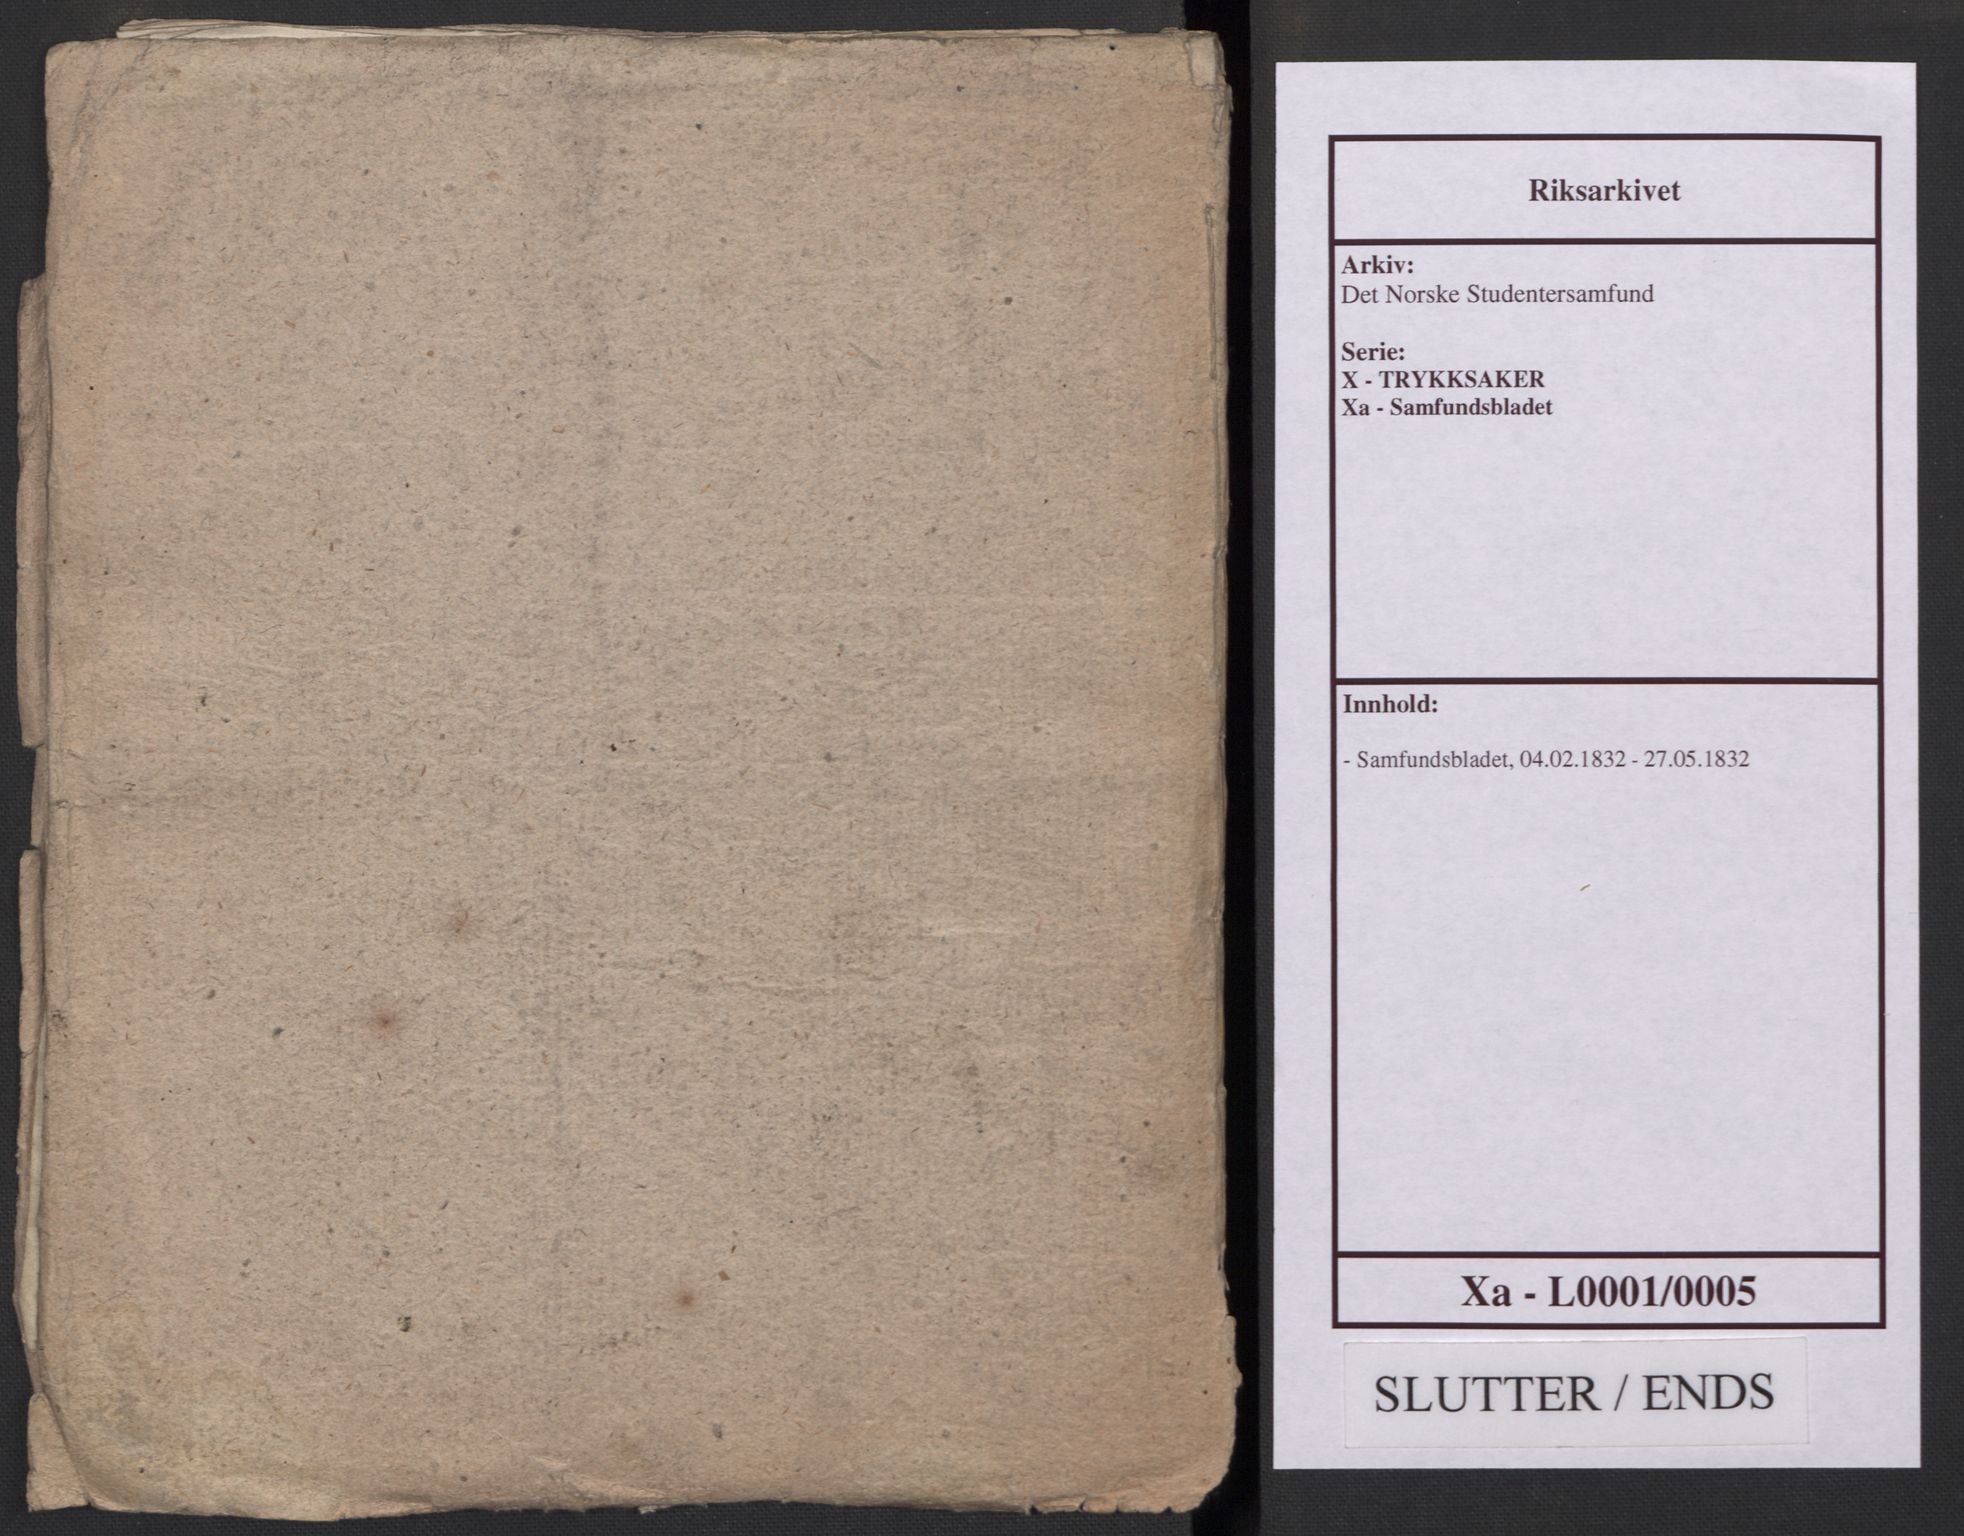 Riksarkivet
Arkiv:
Det Norske Studentersamfund
Serie:
X - TRYKKSAKER
Xa - Samfundsbladet
Innhold:
- Samfundsbladet, 04.02.1832 - 27.05.1832
Xa - L0001/0005
SLUTTER / ENDS